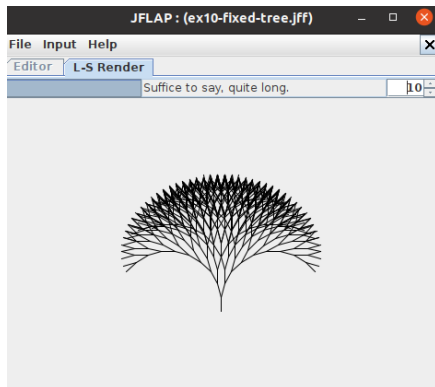 JFLAP : (ex10-fixed-tree.jff)
File Input Help
Editor L-S Render
Suffice to say, quite long. 10